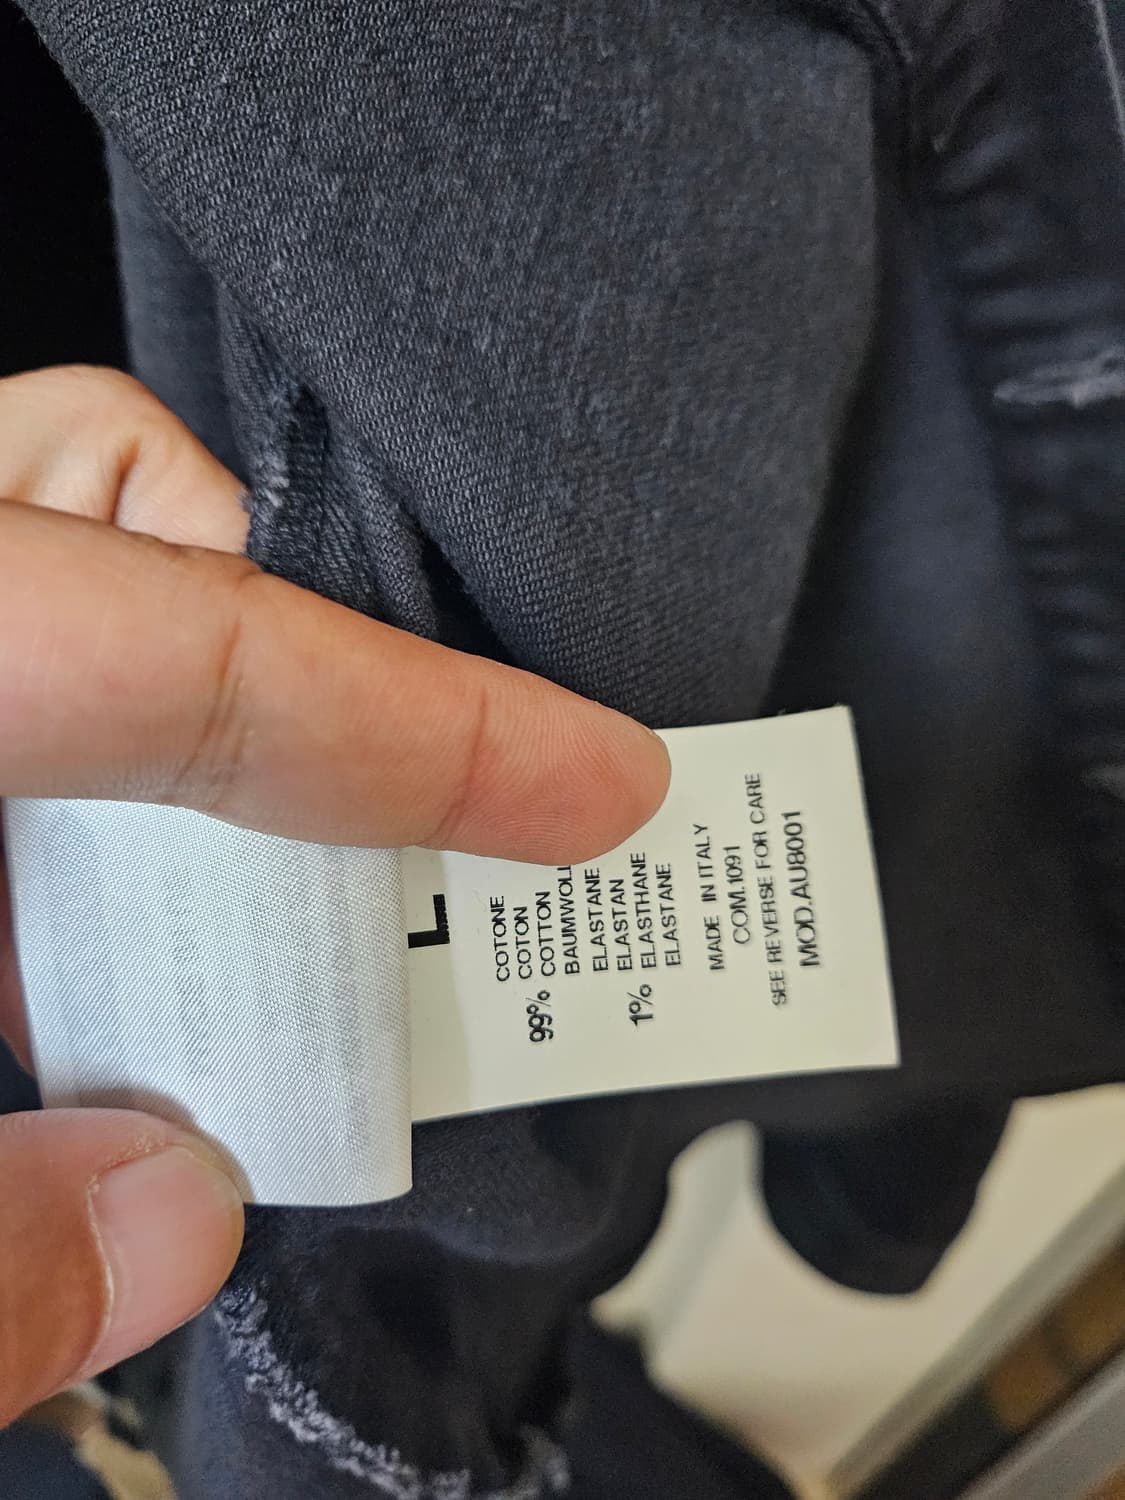 L
COTONE
COTON
99% COTTON
BAUMWOLL
ELASTANE
ELASTAN
1% ELASTHANE
ELASTANE
MADE IN ITALY
COM.1091
SEE REVERSE FOR CARE
MOD.AU8001